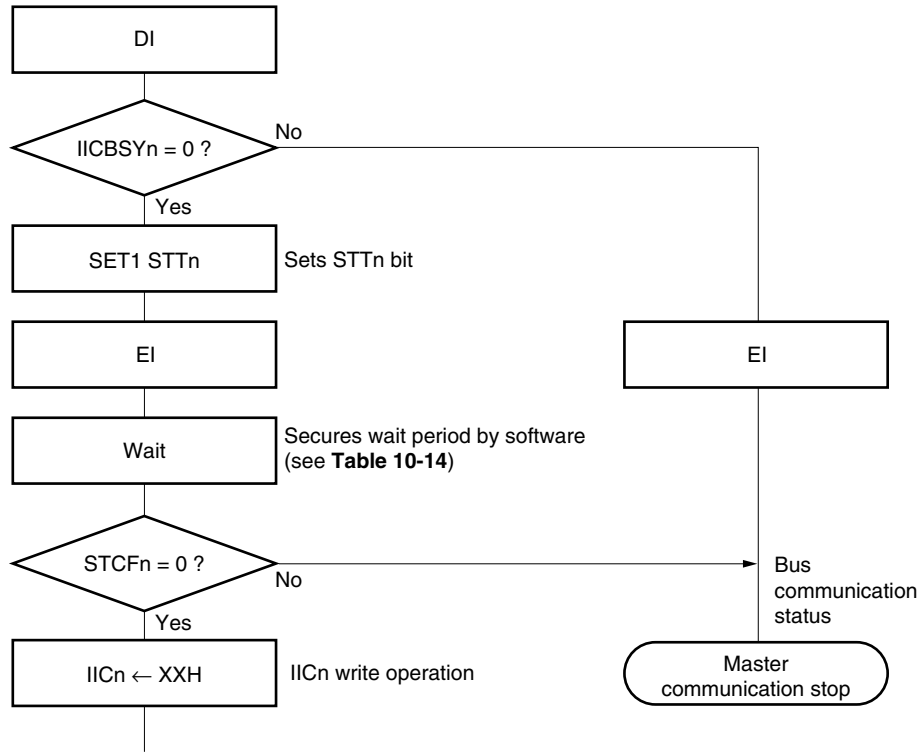 DI
IICBSYn = 0 ?
No
Yes
SET1 STTn
Sets STTn bit
EI
EI
Wait
Secures wait period by software
(see Table 10-14)
STCFn = 0 ?
No
Bus
communication
status
Yes
IICn ← XXH
IICn write operation
Master
communication stop